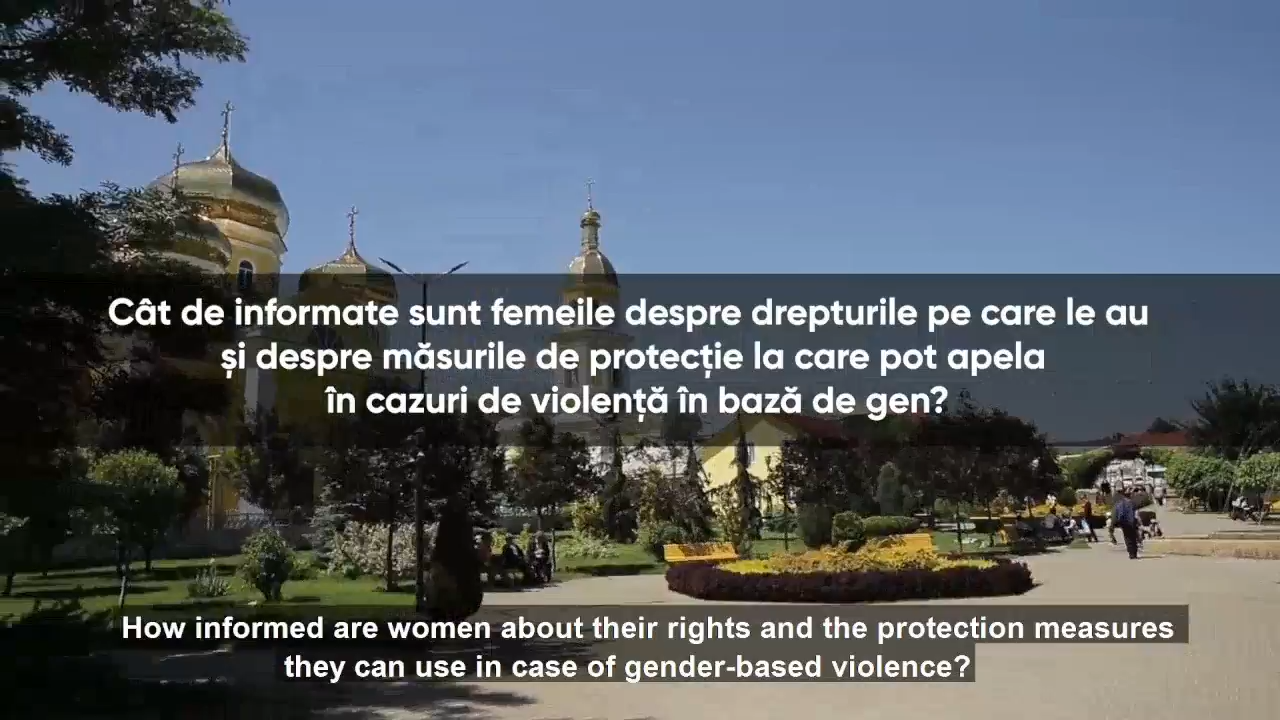 Cât de informate sunt femeile despre drepturile pe care le au
și despre măsurile de protecție la care pot apela
în cazuri de violență în bază de gen?
How informed are women about their rights and the protection measures
they can use in case of gender-based violence?